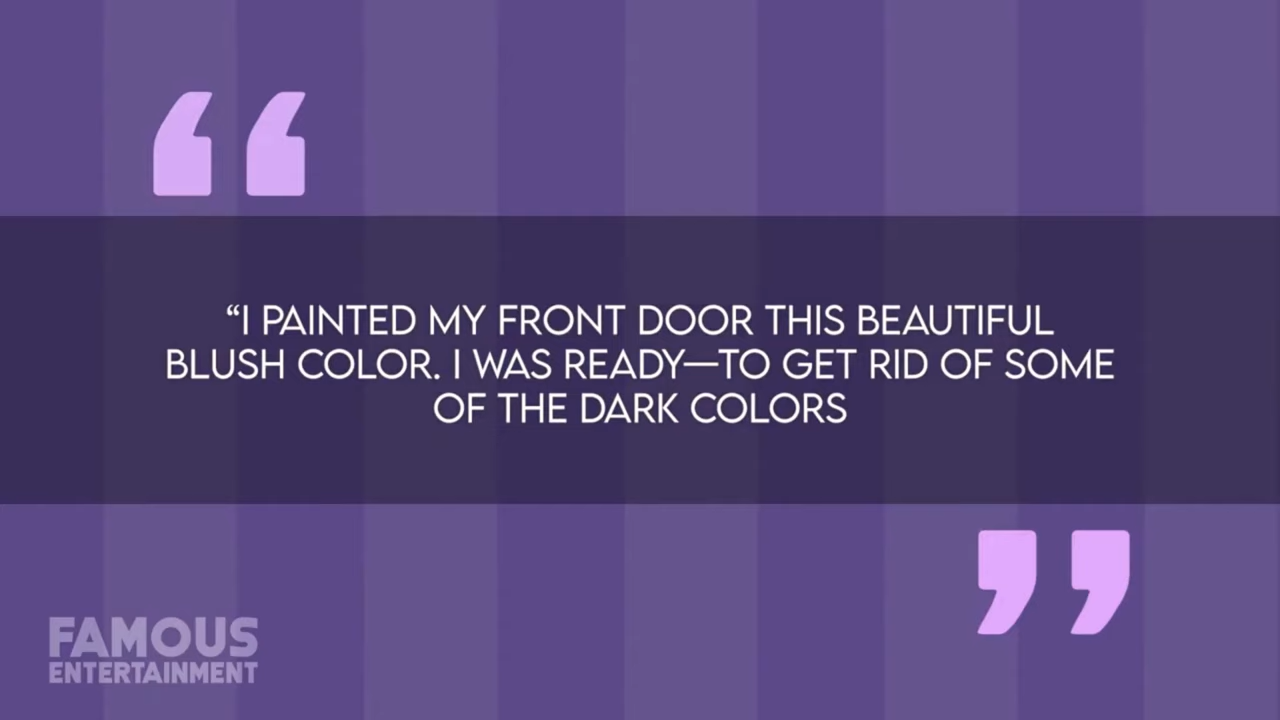 “I PAINTED MY FRONT DOOR THIS BEAUTIFUL
BLUSH COLOR. I WAS READY—TO GET RID OF SOME
OF THE DARK COLORS
FAMOUS
ENTERTAINMENT